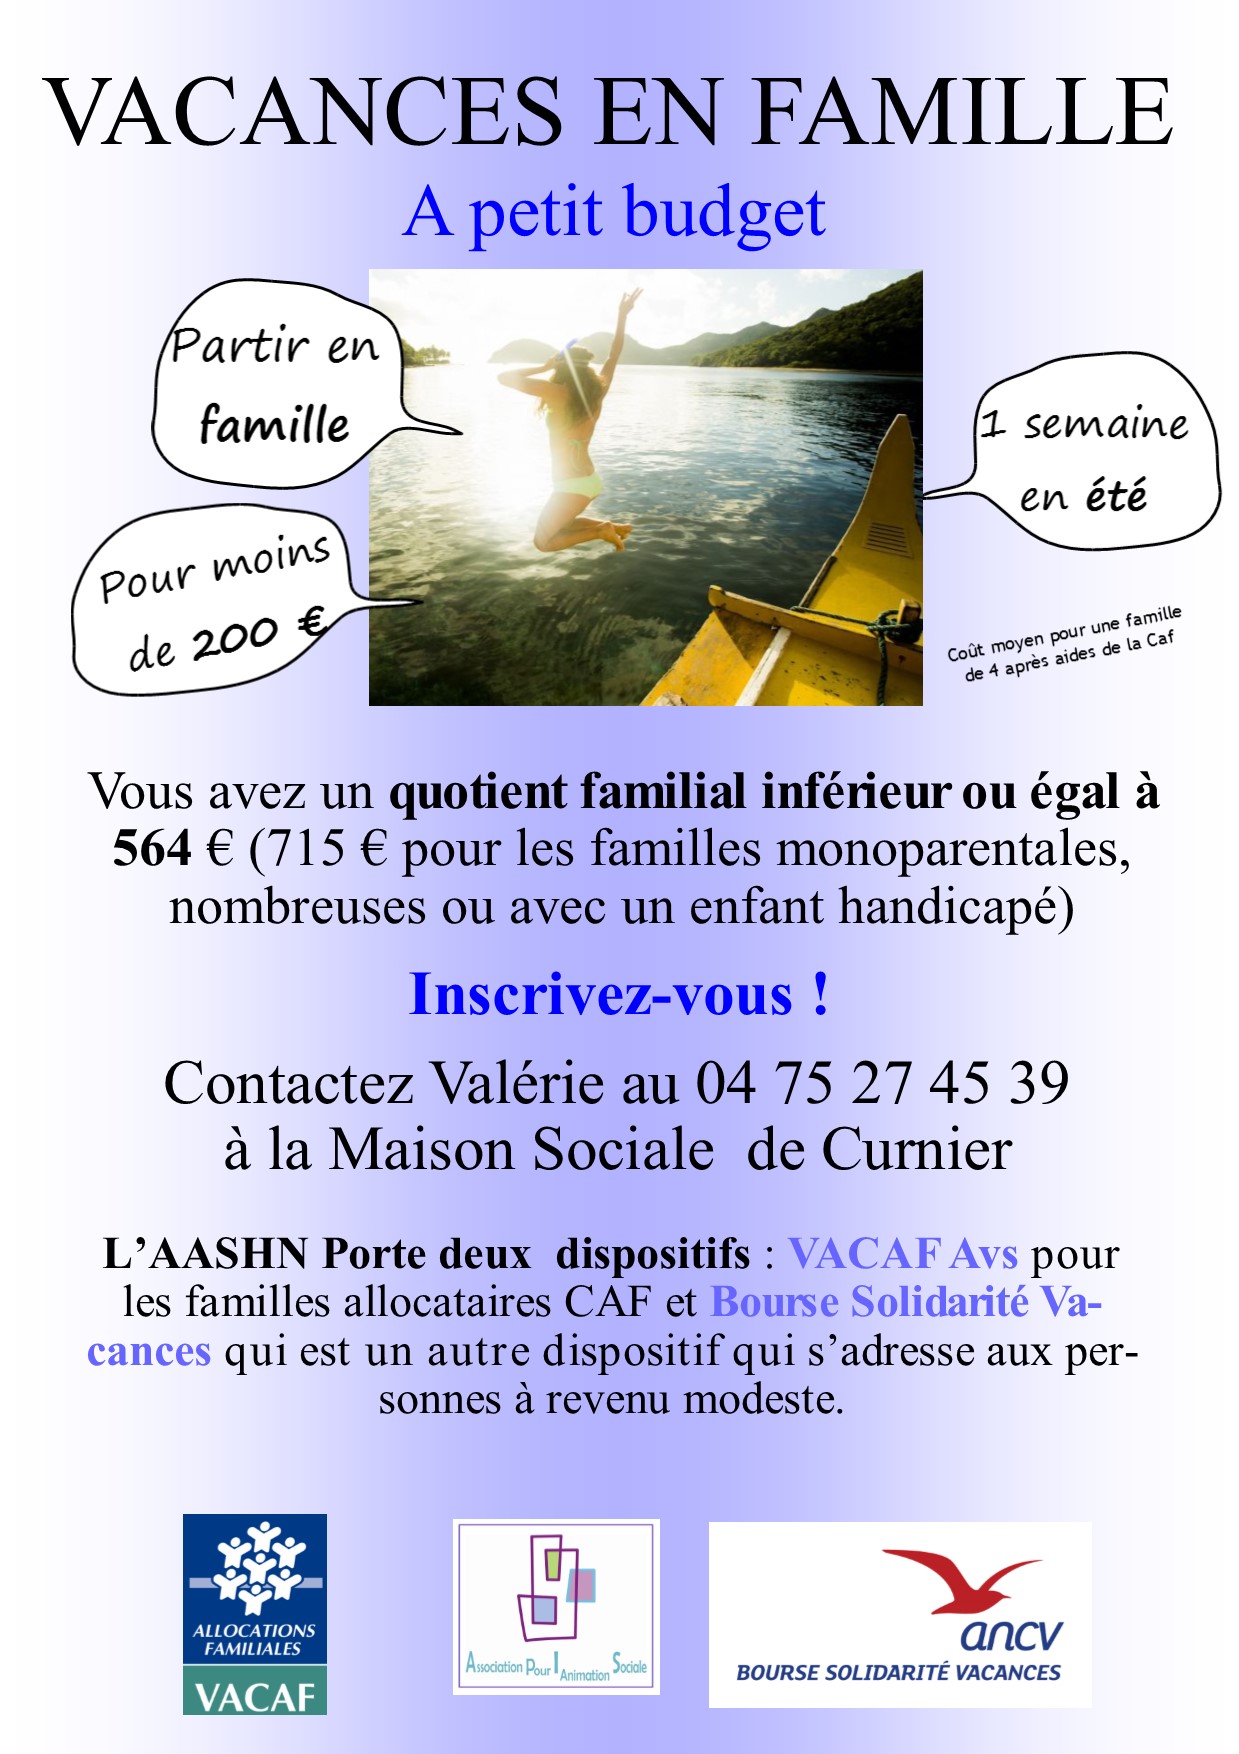 VACANCES EN FAMILLE
A petit budget
Partir en
famille
1 semaine
en été
Pour moins
de 200 €
Coût moyen pour une famille
de 4 après aides de la Caf
Vous avez un quotient familial inférieur ou égal à
564 € (715 € pour les familles monoparentales,
nombreuses ou avec un enfant handicapé)
Inscrivez-vous !
Contactez Valérie au 04 75 27 45 39
à la Maison Sociale de Curnier
L’AASHN Porte deux dispositifs : VACAF Avs pour
les familles allocataires CAF et Bourse Solidarité Va-
cances qui est un autre dispositif qui s’adresse aux per-
sonnes à revenu modeste.
ALLOCATIONS
FAMILIALES
VACAF
Association Pour l Animation Sociale
ancv
BOURSE SOLIDARITÉ VACANCES